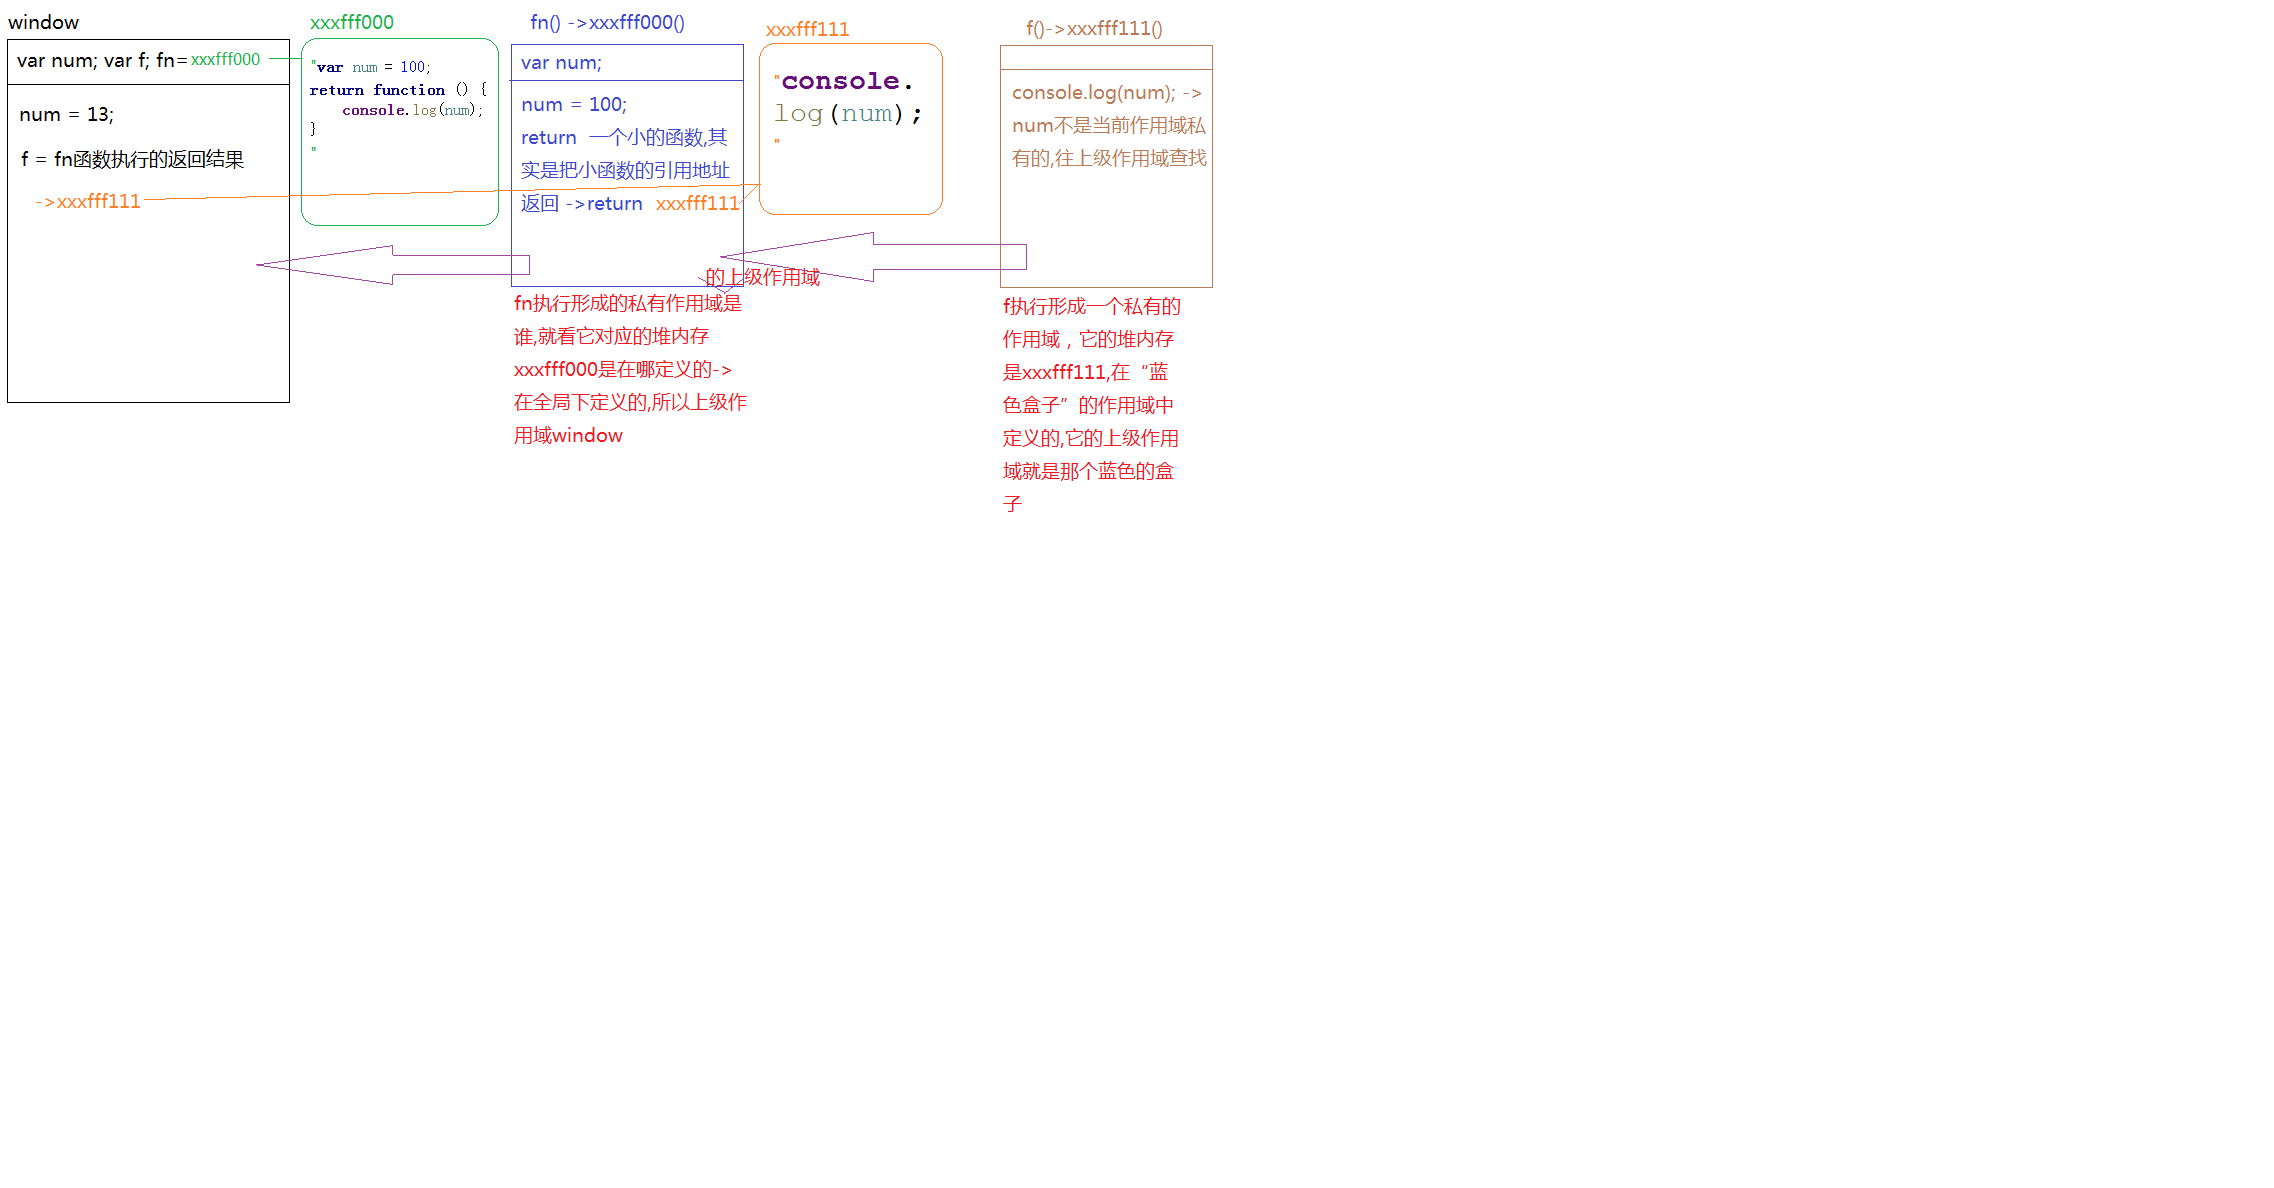 window
var num; var f; fn=xxxfff000
num = 13;
f = fn函数执行的返回结果
->xxxfff111
xxxfff000
"var num = 100;
return function () {
console.log(num);
}
"
fn() ->xxxfff000()
var num;
num = 100;
return 一个小的函数,其
实是把小函数的引用地址
返回 ->return xxxfff111
的上级作用域
fn执行形成的私有作用域是
谁,就看它对应的堆内存
xxxfff000是在哪定义的->
在全局下定义的,所以上级作
用域window
xxxfff111
"console.
log(num);
"
f()->xxxfff111()
console.log(num); ->
num不是当前作用域私
有的,往上级作用域查找
f执行形成一个私有的
作用域，它的堆内存
是xxxfff111,在“蓝
色盒子”的作用域中
定义的,它的上级作用
域就是那个蓝色的盒
子